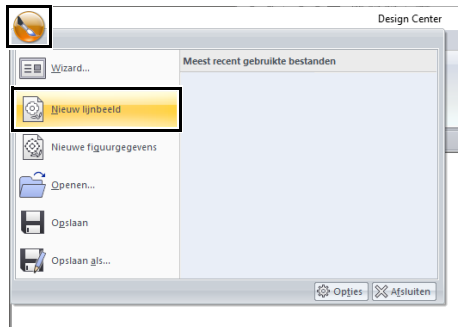 Design Center
Wizard...
Meest recent gebruikte bestanden
Nieuw lijnbeeld
Nieuwe figuurgegevens
Openen...
Opslaan
Opslaan als...
Opties
Afsluiten